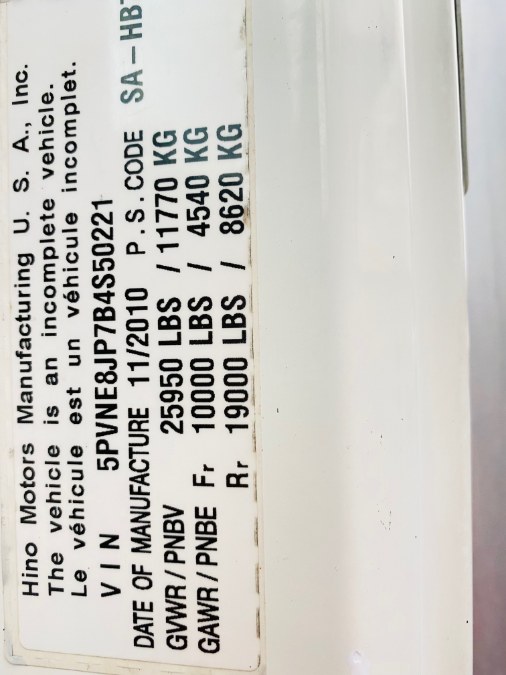 Hino Motors Manufacturing U. S. A., Inc.
The vehicle is an incomplete vehicle.
Le véhicule est un véhicule incomplet.
VIN 5PVNE8JP7B4S50221
DATE OF MANUFACTURE 11/2010 P.S.CODE SA-HBT
GVWR/PNBV 25950 LBS / 11770 KG
GAWR/PNBE Fr 10000 LBS / 4540 KG
Rr 19000 LBS / 8620 KG